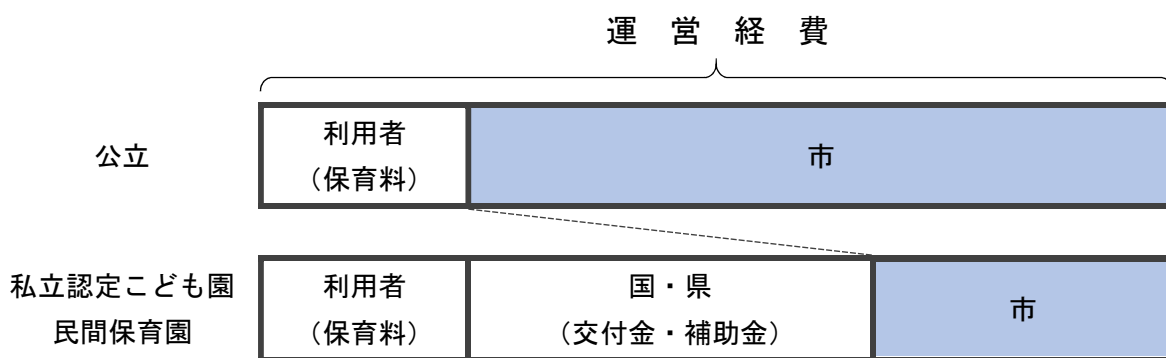 運営経費
公立
利用者
（保育料）
市
私立認定こども園
民間保育園
利用者
（保育料）
国・県
（交付金・補助金）
市